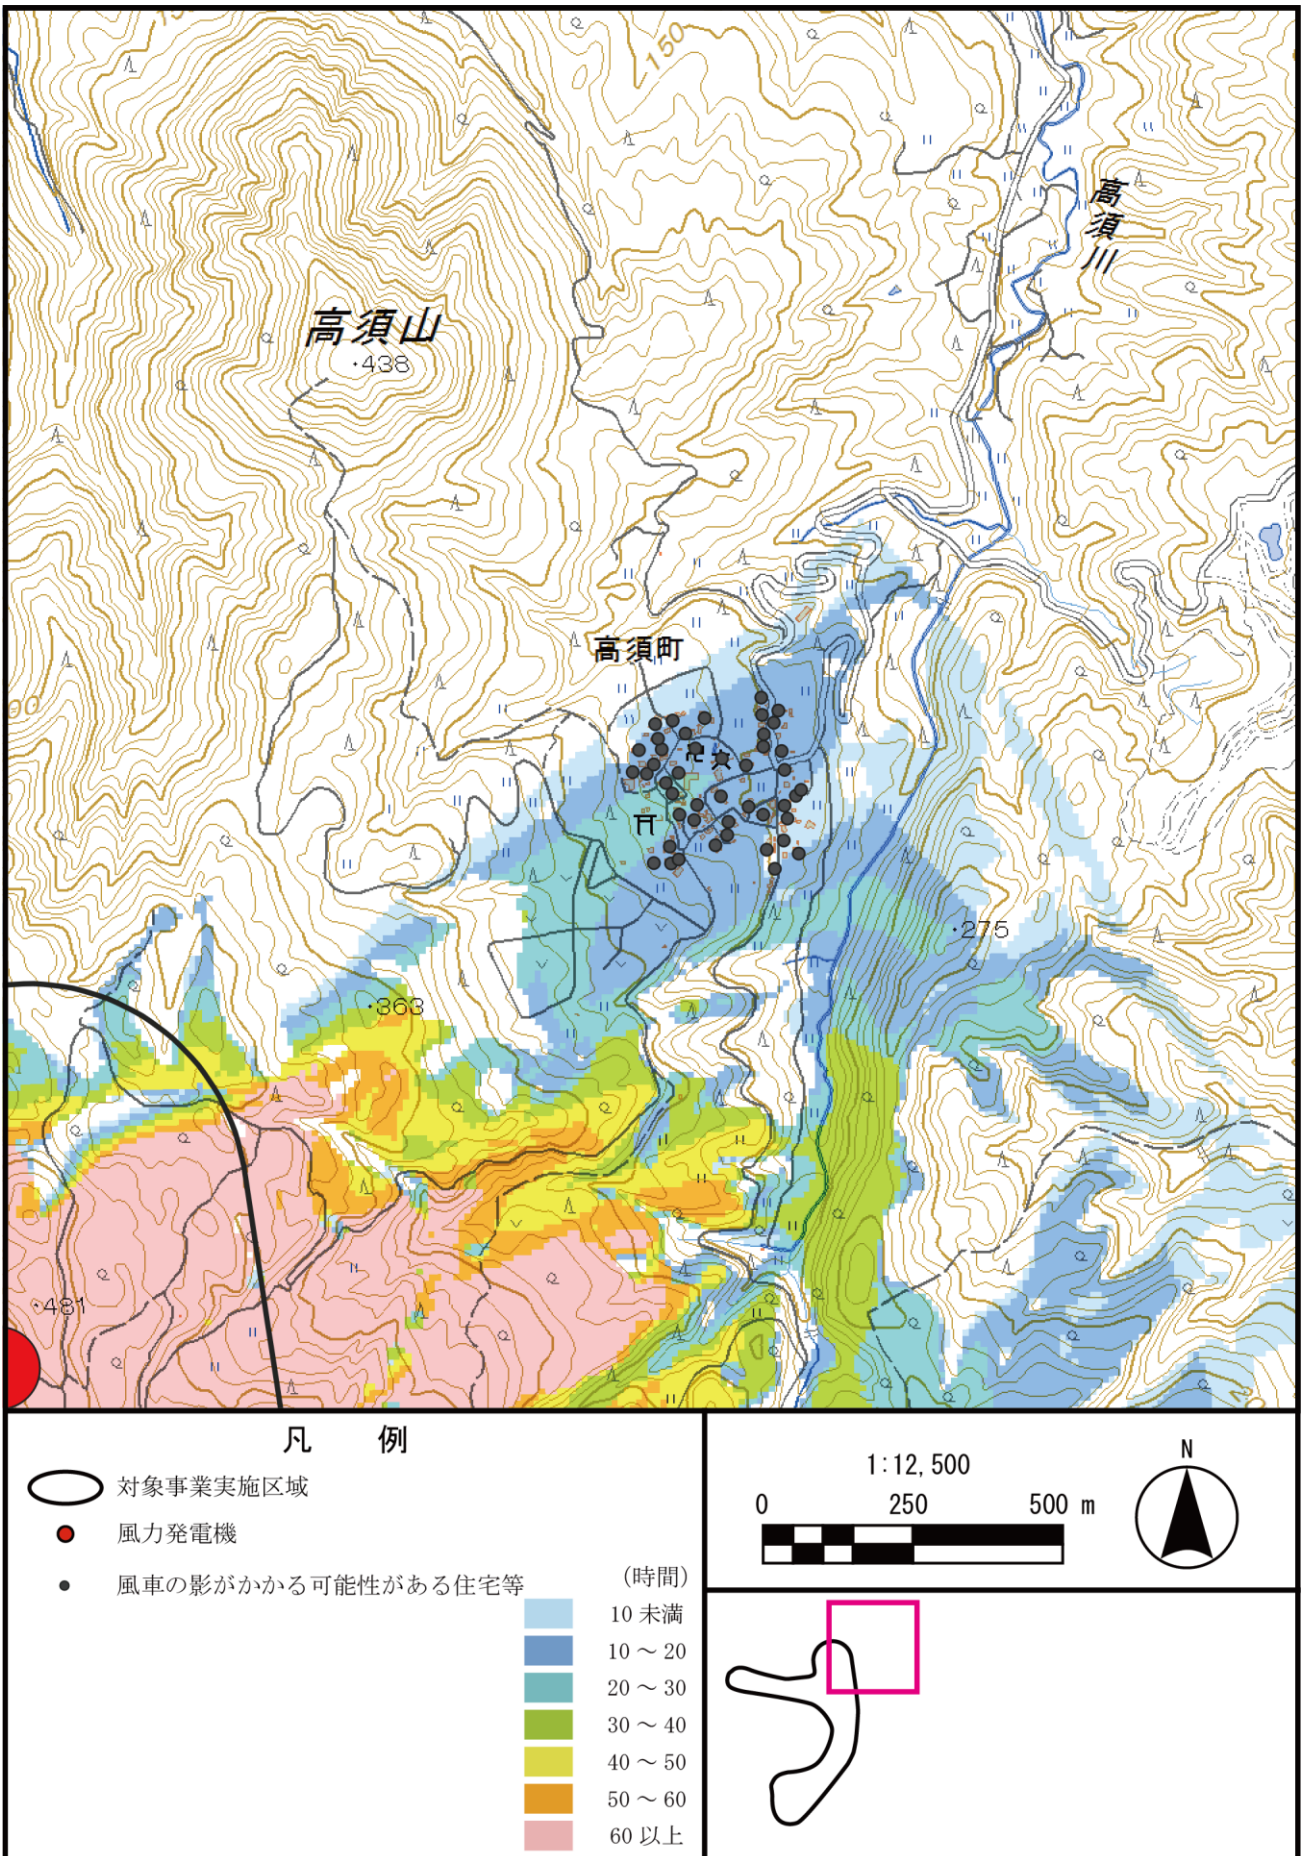 150
高須川
高須山
·438
高須町
·275
·363
·481
凡 例
対象事業実施区域
風力発電機
風車の影がかかる可能性がある住宅等
(時間)
10 未満
10 ～ 20
20 ～ 30
30 ～ 40
40 ～ 50
50 ～ 60
60 以上
1:12,500
0 250 500 m
N